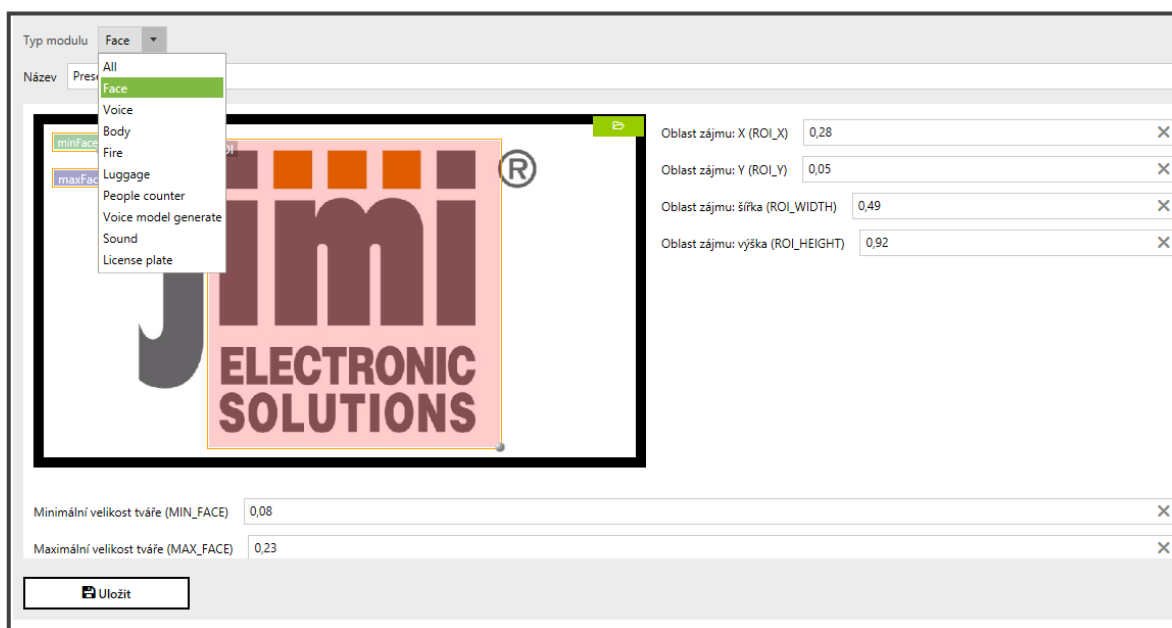 Typ modulu Face
All
Název
Face
Voice
Body
Fire
Luggage
People counter
Voice model generate
Sound
License plate
minFace
jimi ®
ELECTRONIC
SOLUTIONS
Oblast zájmu: X (ROI_X) 0,28
Oblast zájmu: Y (ROI_Y) 0,05
Oblast zájmu: šířka (ROI_WIDTH) 0,49
Oblast zájmu: výška (ROI_HEIGHT) 0,92
Minimální velikost tváře (MIN_FACE) 0,08
Maximální velikost tváře (MAX_FACE) 0,23
Uložit